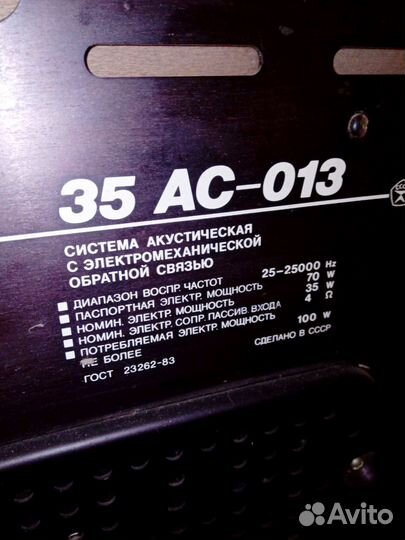 35 АС-013
СИСТЕМА АКУСТИЧЕСКАЯ
С ЭЛЕКТРОМЕХАНИЧЕСКОЙ
ОБРАТНОЙ СВЯЗЬЮ
ДИАПАЗОН ВОСПР. ЧАСТОТ 25-25000 Hz
ПАСПОРТНАЯ ЭЛЕКТР. МОЩНОСТЬ 70 W
НОМИН. ЭЛЕКТР. МОЩНОСТЬ 35 W
НОМИН. ЭЛЕКТР. СОПР. ПАССИВ. ВХОДА 4 Ω
ПОТРЕБЛЯЕМАЯ ЭЛЕКТР. МОЩНОСТЬ
НЕ БОЛЕЕ 100 W
ГОСТ 23262-83 СДЕЛАНО В СССР
Avito